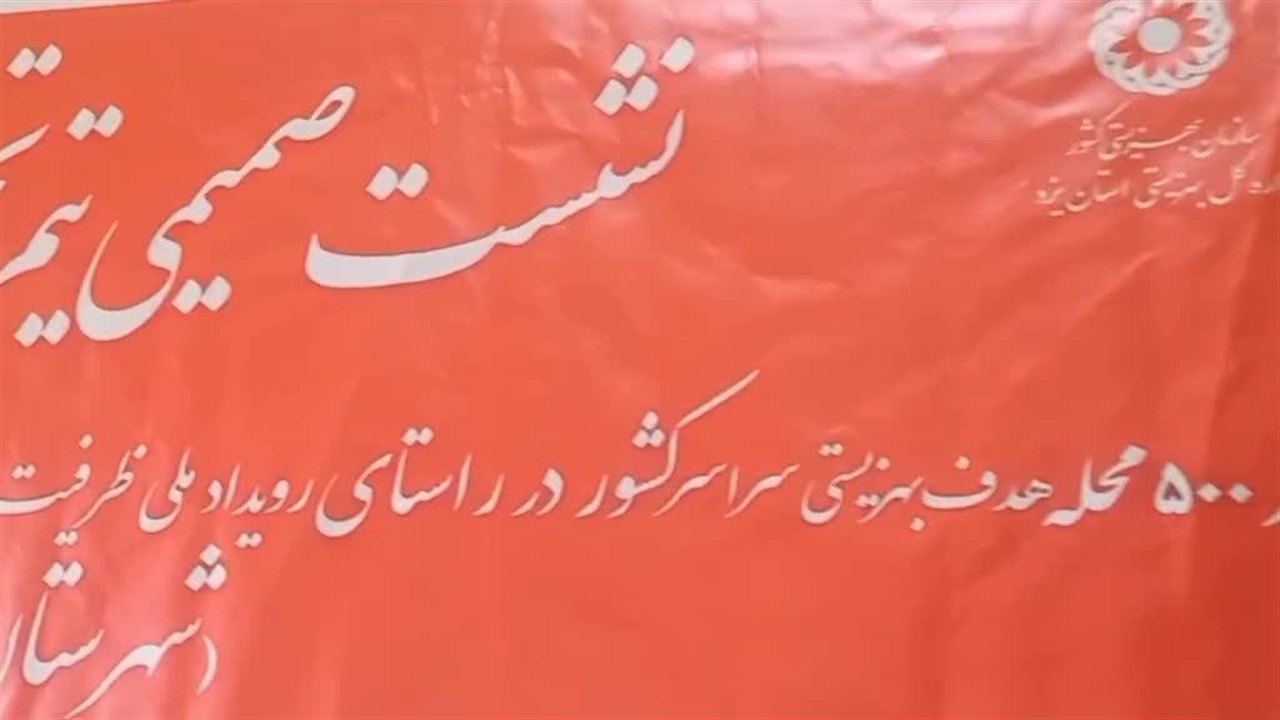 سازمان بهزیستی کشور
کل بهزیستی استان یزد
نشست صمیمی تیم
۵۰۰ محله هدف بهزیستی سراسر کشور در راستای رویداد ملی ظرفیت
(شهرستان